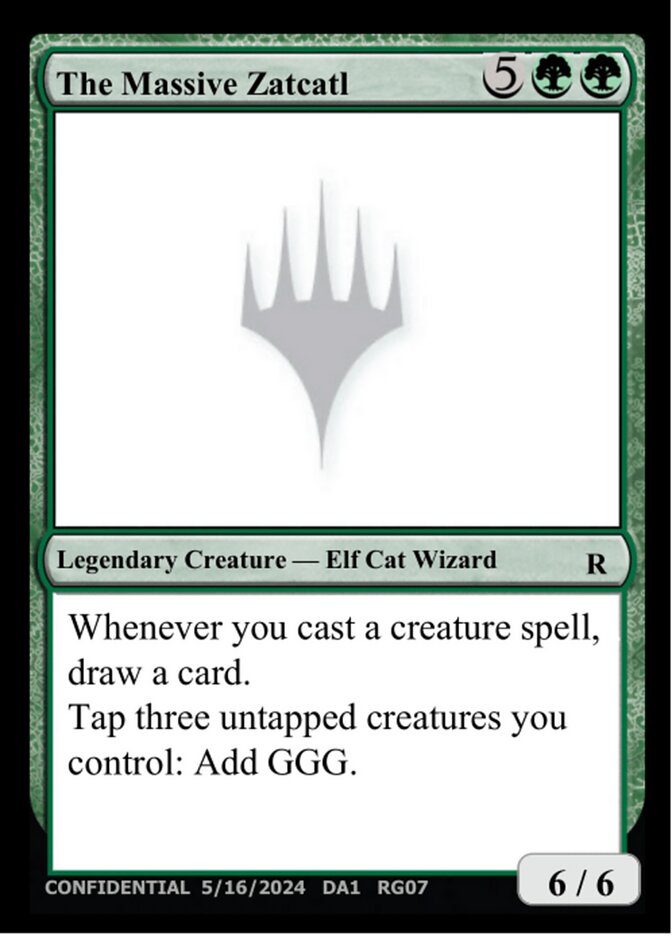 The Massive Zatcatl 5
Legendary Creature — Elf Cat Wizard R
Whenever you cast a creature spell,
draw a card.
Tap three untapped creatures you
control: Add GGG.
CONFIDENTIAL 5/16/2024 DA1 RG07
6 / 6